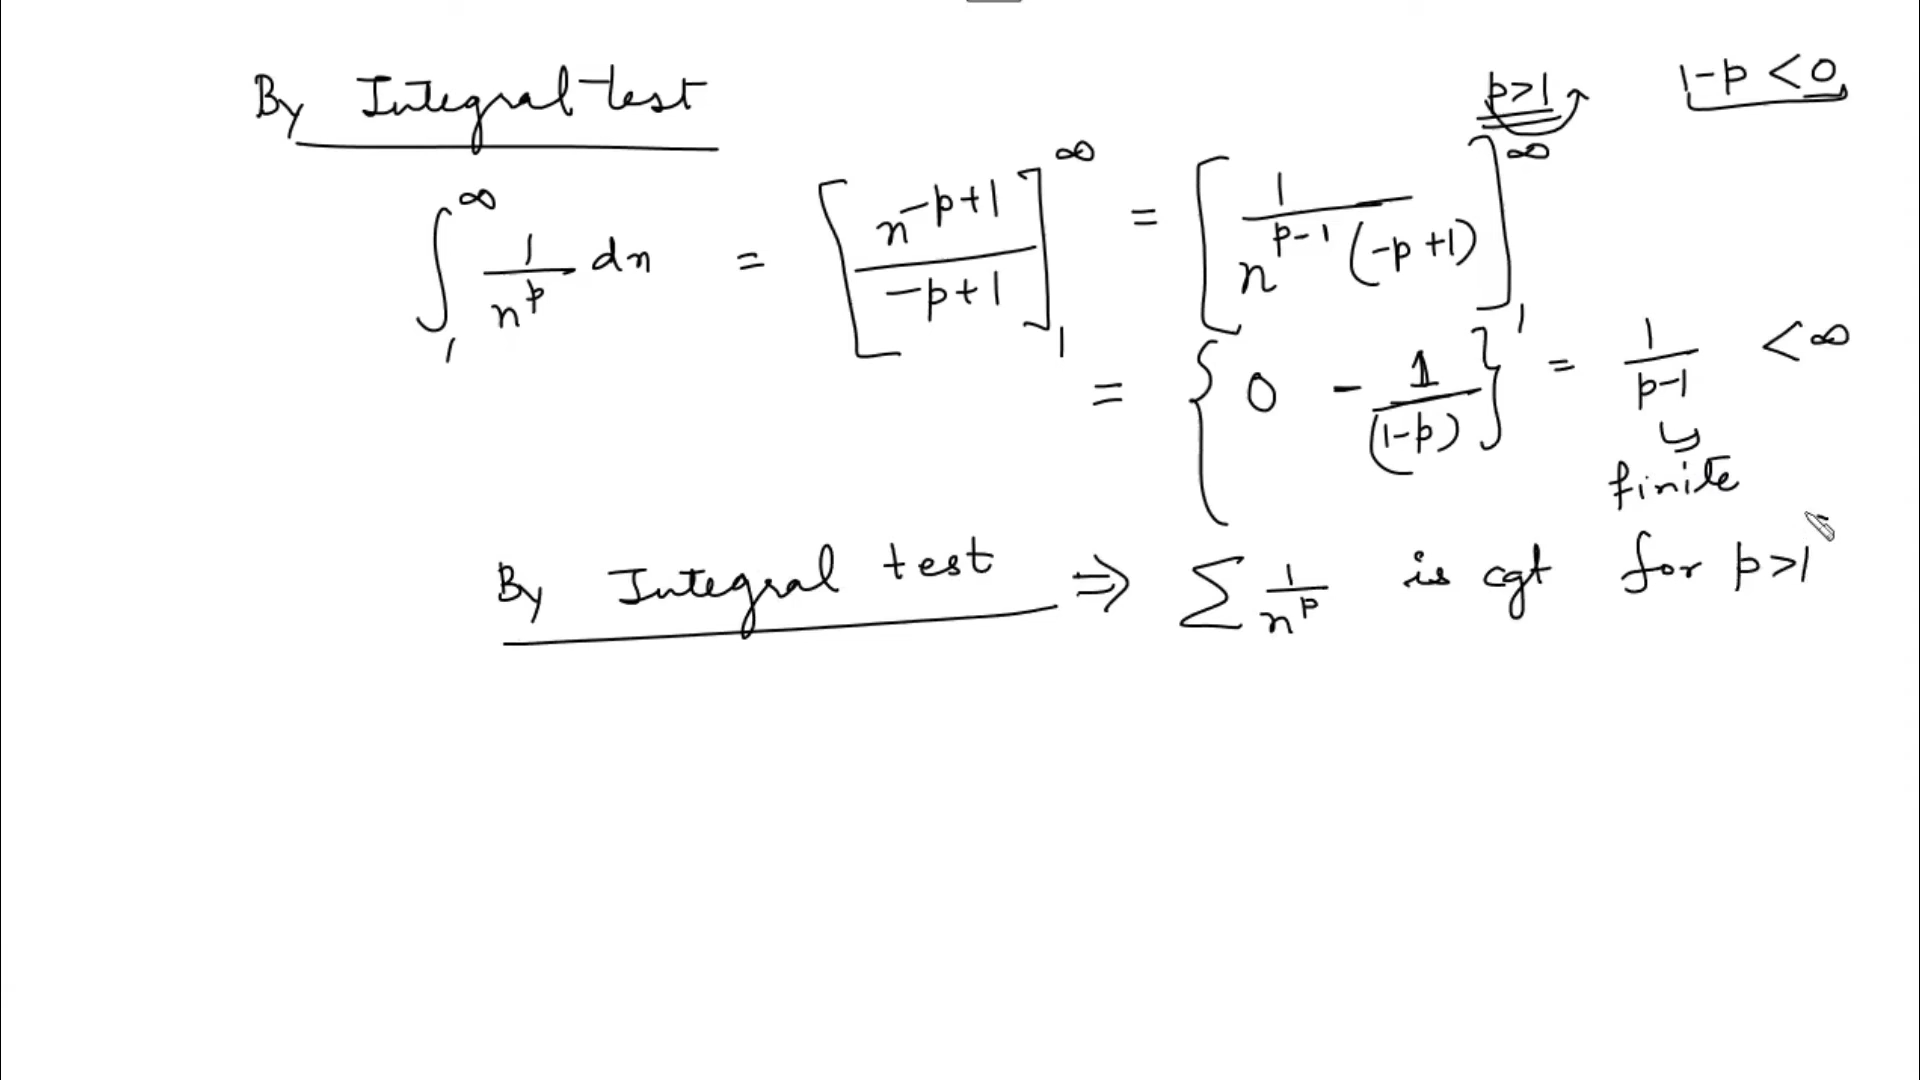 By Integral test
p>1 1-p <0
∫₁^∞ 1/n^p dn = [n^(-p+1)/(-p+1)]₁^∞ = [1/(n^(p-1) (-p+1))]₁^∞
= {0 - 1/(1-p)} = 1/(p-1) <∞
finite
By Integral test ⇒ ∑ 1/n^p is cgt for p>1